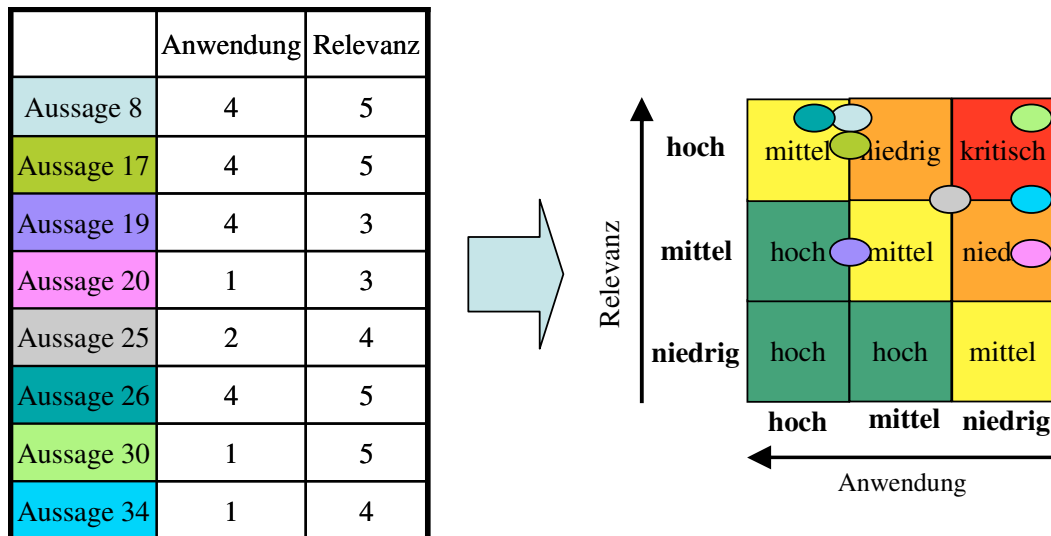 Anwendung Relevanz
Aussage 8 4 5
Aussage 17 4 5
Aussage 19 4 3
Aussage 20 1 3
Aussage 25 2 4
Aussage 26 4 5
Aussage 30 1 5
Aussage 34 1 4
Relevanz
hoch mittel niedrig kritisch
mittel hoch mittel nied
niedrig hoch hoch mittel
hoch mittel niedrig
Anwendung